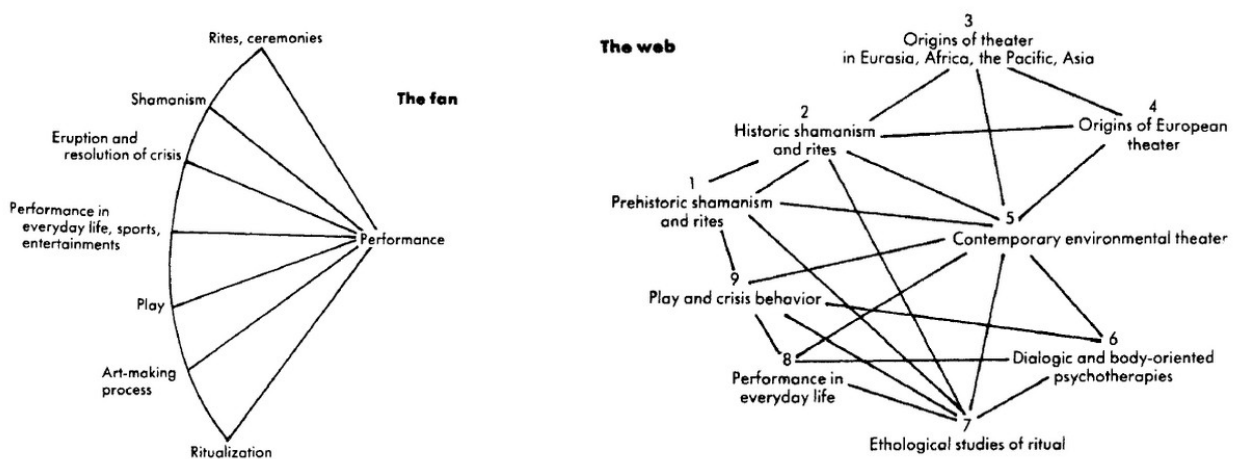 The fan
Rites, ceremonies
Shamanism
Eruption and
resolution of crisis
Performance in
everyday life, sports,
entertainments
Play
Art-making
process
Ritualization
Performance
The web
3
Origins of theater
in Eurasia, Africa, the Pacific, Asia
2
Historic shamanism
and rites
4
Origins of European
theater
1
Prehistoric shamanism
and rites
5
Contemporary environmental theater
9
Play and crisis behavior
6
Dialogic and body-oriented
psychotherapies
8
Performance in
everyday life
7
Ethological studies of ritual